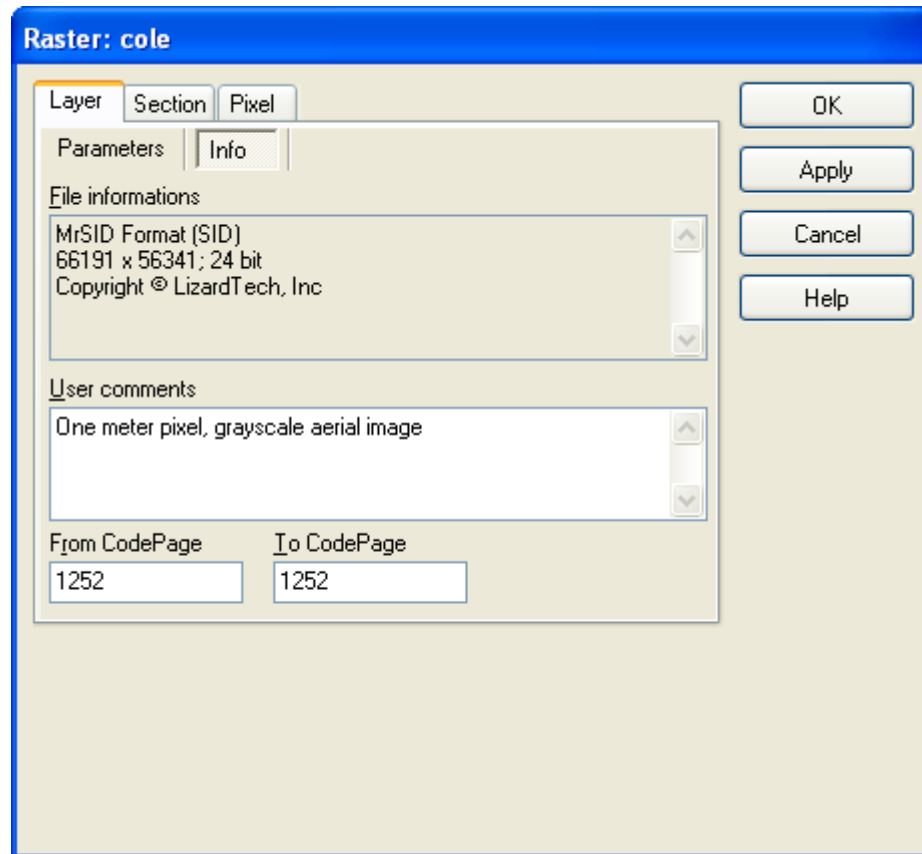 Raster: cole
Layer Section Pixel
Parameters Info
File informations
MrSID Format (SID)
66191 x 56341; 24 bit
Copyright © LizardTech, Inc
User comments
One meter pixel, grayscale aerial image
From CodePage To CodePage
1252 1252
OK
Apply
Cancel
Help